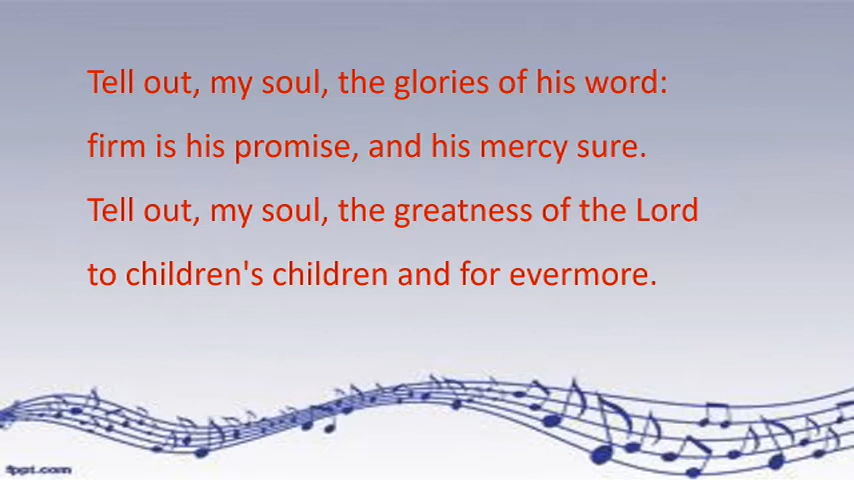 Tell out, my soul, the glories of his word:
firm is his promise, and his mercy sure.
Tell out, my soul, the greatness of the Lord
to children's children and for evermore.
fppt.com